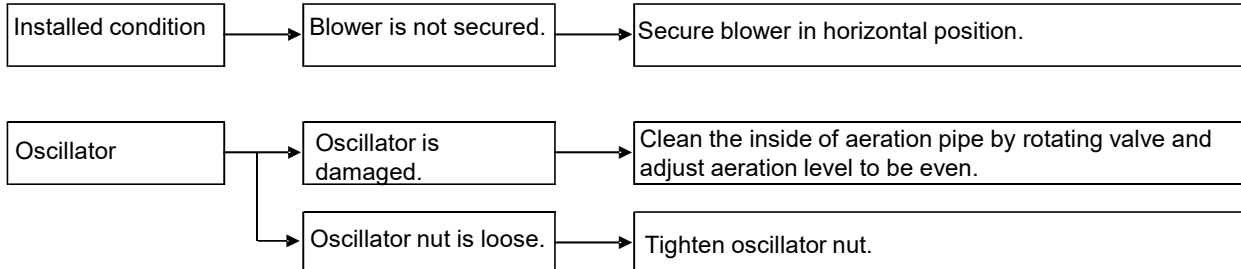 Installed condition
Blower is not secured.
Secure blower in horizontal position.
Oscillator
Oscillator is
damaged.
Clean the inside of aeration pipe by rotating valve and
adjust aeration level to be even.
Oscillator nut is loose.
Tighten oscillator nut.